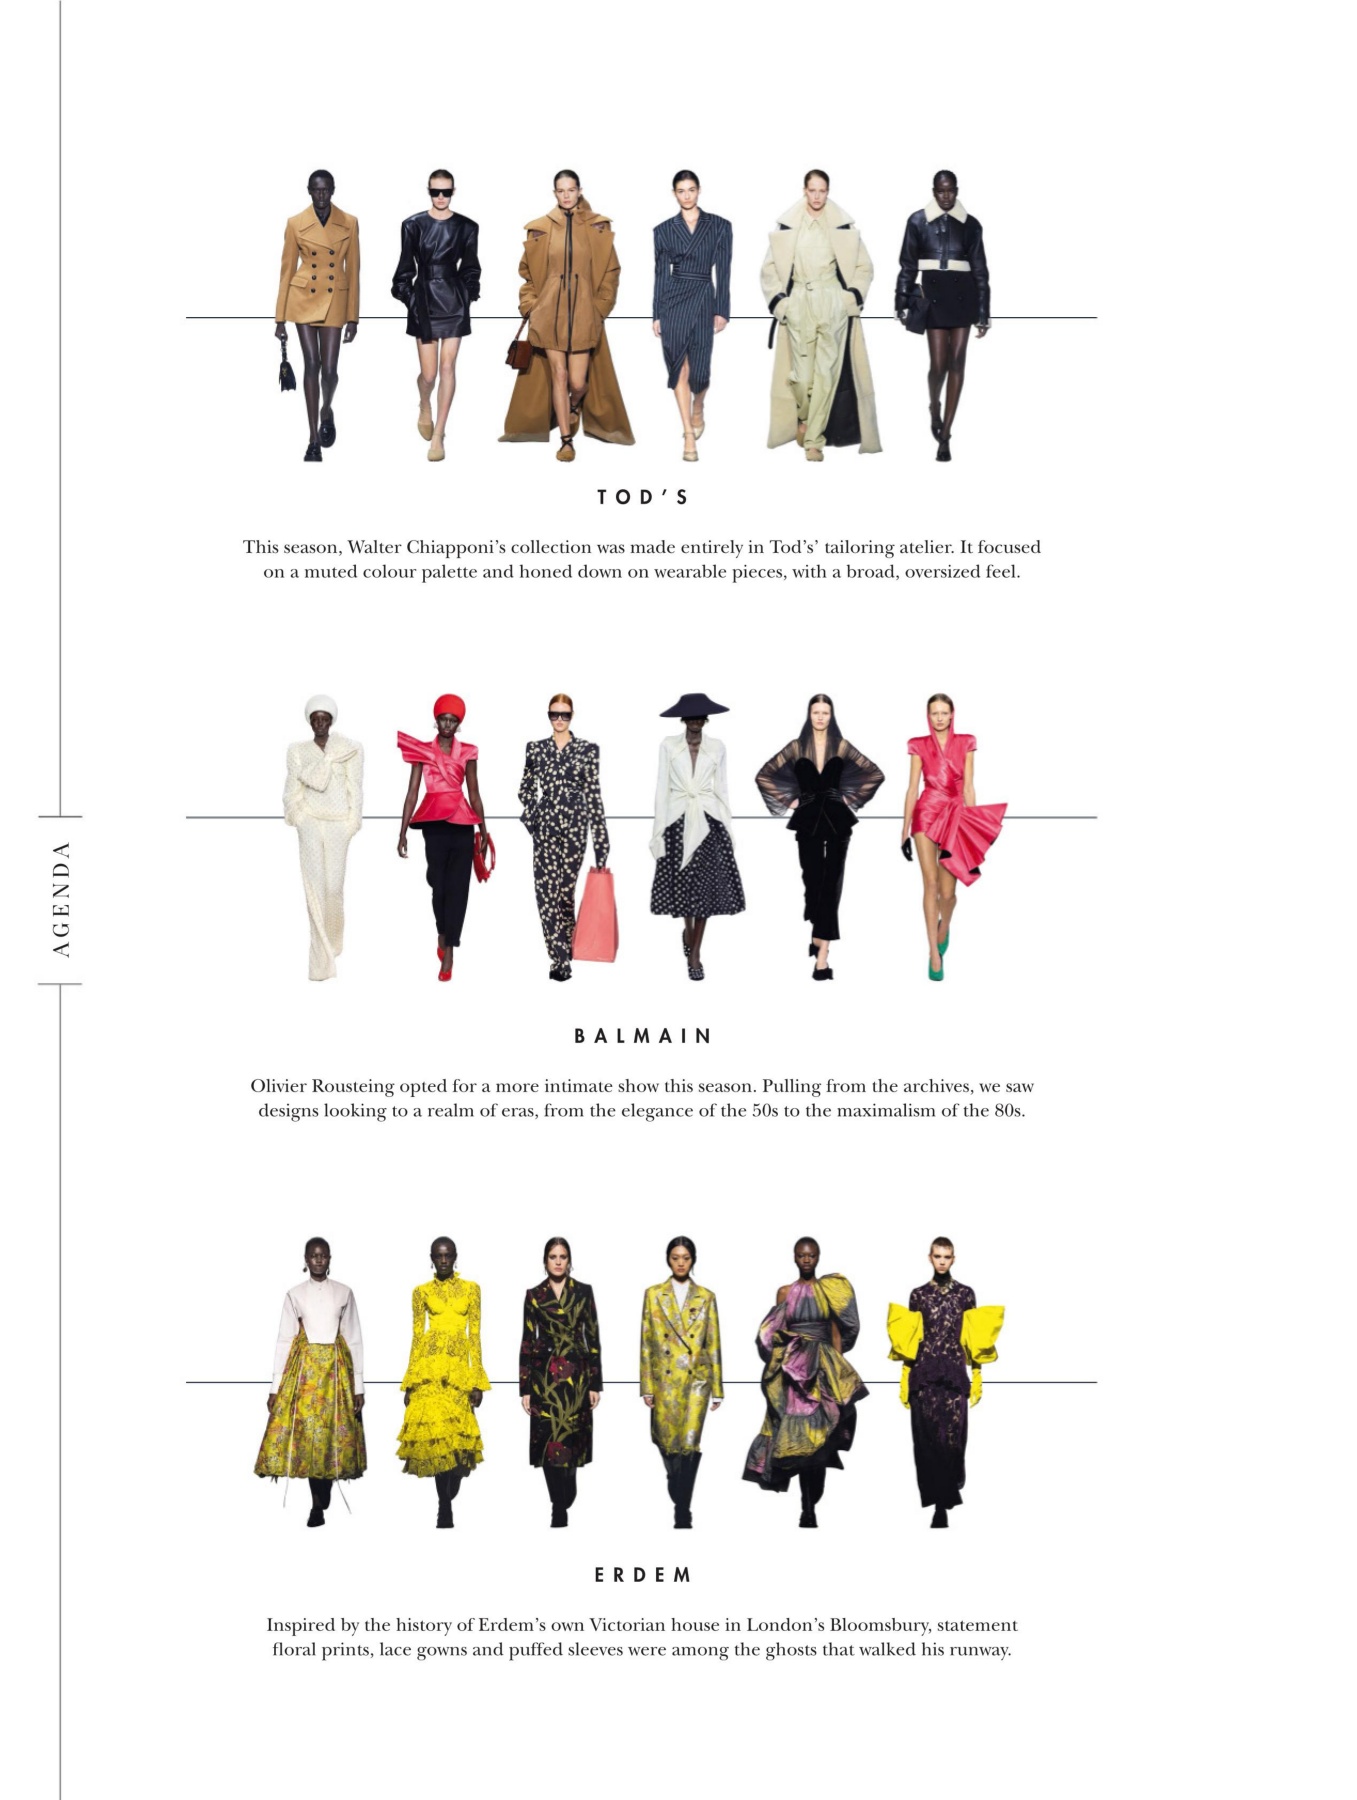 TOD’S
This season, Walter Chiapponi’s collection was made entirely in Tod’s’ tailoring atelier. It focused
on a muted colour palette and honed down on wearable pieces, with a broad, oversized feel.
AGENDA
BALMAIN
Olivier Rousteing opted for a more intimate show this season. Pulling from the archives, we saw
designs looking to a realm of eras, from the elegance of the 50s to the maximalism of the 80s.
ERDEM
Inspired by the history of Erdem’s own Victorian house in London’s Bloomsbury, statement
floral prints, lace gowns and puffed sleeves were among the ghosts that walked his runway.